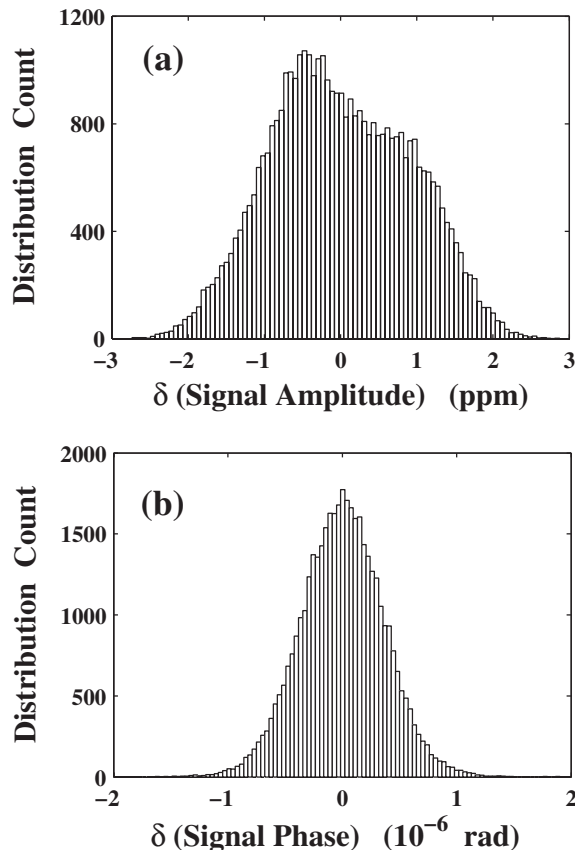 1200
(a)
800
400
0
Distribution Count
−3 −2 −1 0 1 2 3
δ (Signal Amplitude) (ppm)
2000
(b)
1500
1000
500
0
Distribution Count
−2 −1 0 1 2
δ (Signal Phase) (10⁻⁶ rad)